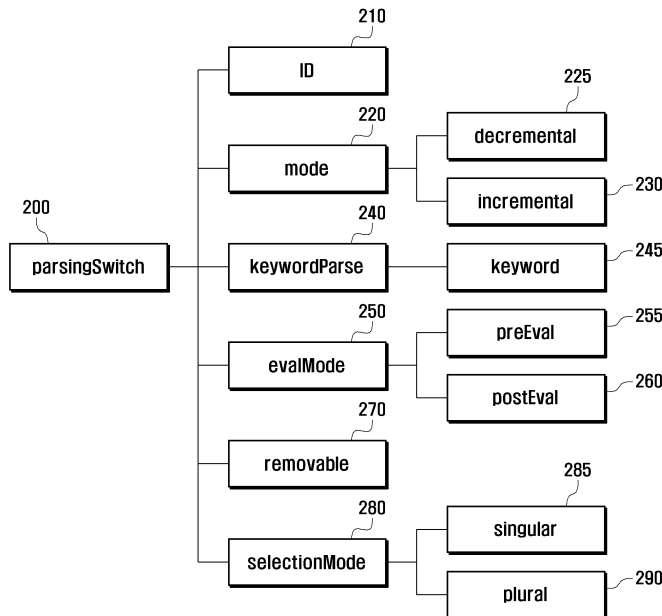 210
ID
225
220
decremental
mode
230
incremental
200
240
245
parsingSwitch
keywordParse
keyword
250
255
preEval
evalMode
260
postEval
270
removable
285
280
singular
selectionMode
290
plural